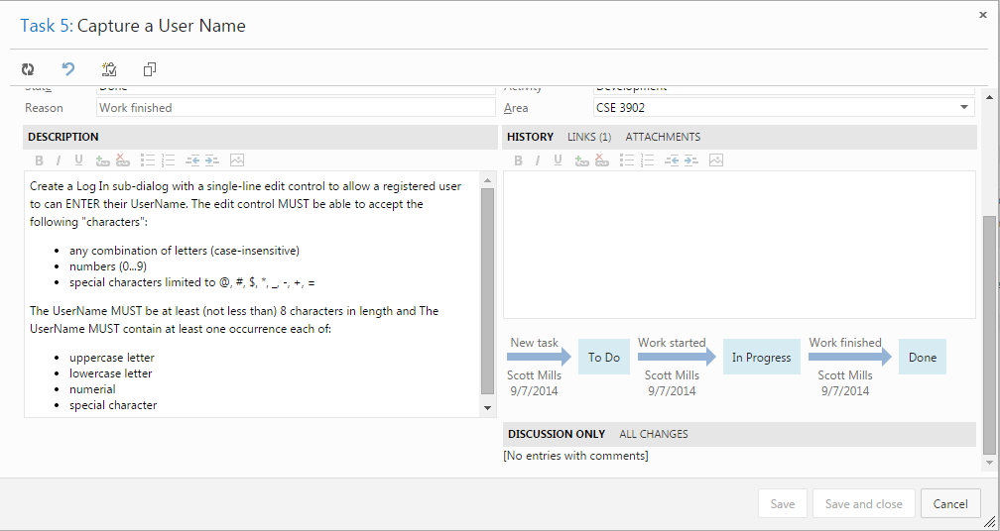 Task 5: Capture a User Name
State Done Activity Development
Reason Work finished Area CSE 3902
DESCRIPTION
B I U
Create a Log In sub-dialog with a single-line edit control to allow a registered user
to can ENTER their UserName. The edit control MUST be able to accept the
following "characters":
• any combination of letters (case-insensitive)
• numbers (0...9)
• special characters limited to @, #, $, *, _, -, +, =
The UserName MUST be at least (not less than) 8 characters in length and The
UserName MUST contain at least one occurrence each of:
• uppercase letter
• lowercase letter
• numerial
• special character
HISTORY LINKS (1) ATTACHMENTS
B I U
New task Work started Work finished
To Do In Progress Done
Scott Mills Scott Mills Scott Mills
9/7/2014 9/7/2014 9/7/2014
DISCUSSION ONLY ALL CHANGES
[No entries with comments]
Save Save and close Cancel